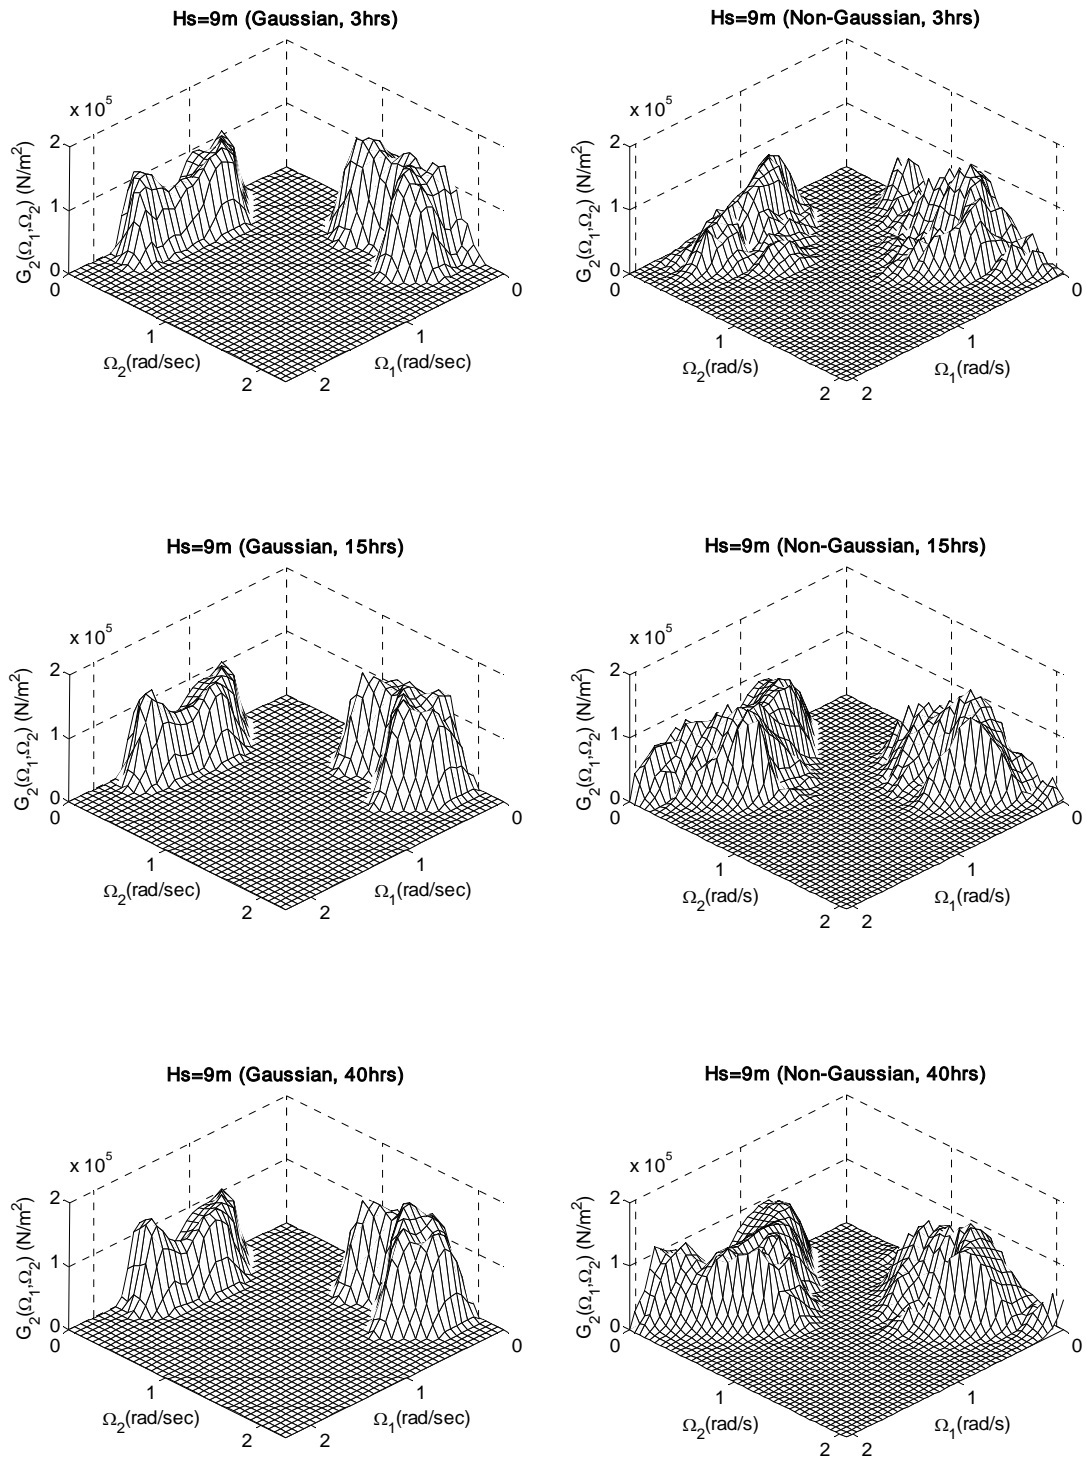 Hs=9m (Gaussian, 3hrs)
x 10^5
G_2(Ω_1,Ω_2) (N/m^2)
2
1
0
0
1
2
Ω_2(rad/sec)
2
1
0
Ω_1(rad/sec)
Hs=9m (Non-Gaussian, 3hrs)
x 10^5
G_2(Ω_1,Ω_2) (N/m^2)
2
1
0
0
1
2
Ω_2(rad/s)
2
1
0
Ω_1(rad/s)
Hs=9m (Gaussian, 15hrs)
x 10^5
G_2(Ω_1,Ω_2) (N/m^2)
2
1
0
0
1
2
Ω_2(rad/sec)
2
1
0
Ω_1(rad/sec)
Hs=9m (Non-Gaussian, 15hrs)
x 10^5
G_2(Ω_1,Ω_2) (N/m^2)
2
1
0
0
1
2
Ω_2(rad/s)
2
1
0
Ω_1(rad/s)
Hs=9m (Gaussian, 40hrs)
x 10^5
G_2(Ω_1,Ω_2) (N/m^2)
2
1
0
0
1
2
Ω_2(rad/sec)
2
1
0
Ω_1(rad/sec)
Hs=9m (Non-Gaussian, 40hrs)
x 10^5
G_2(Ω_1,Ω_2) (N/m^2)
2
1
0
0
1
2
Ω_2(rad/s)
2
1
0
Ω_1(rad/s)